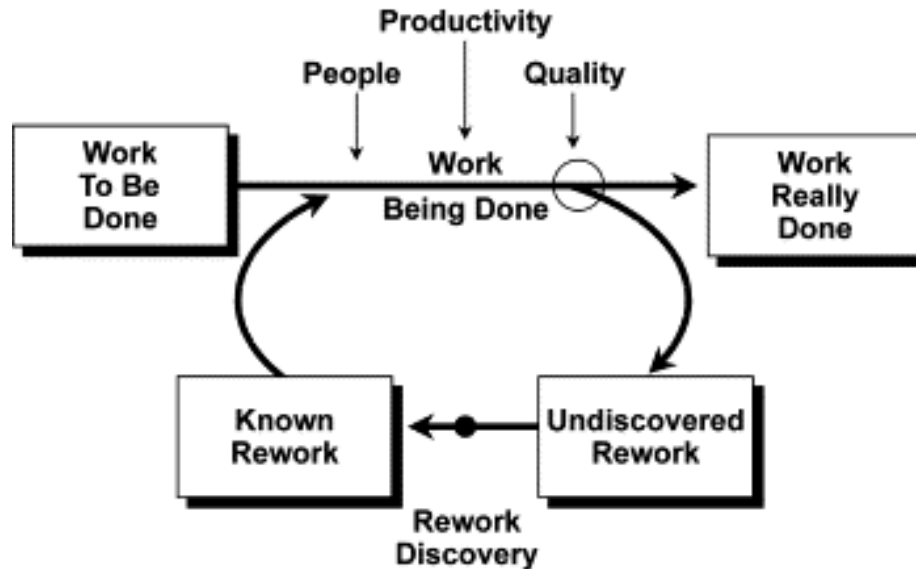 Productivity
People
Quality
Work
To Be
Done
Work
Being Done
Work
Really
Done
Known
Rework
Undiscovered
Rework
Rework
Discovery